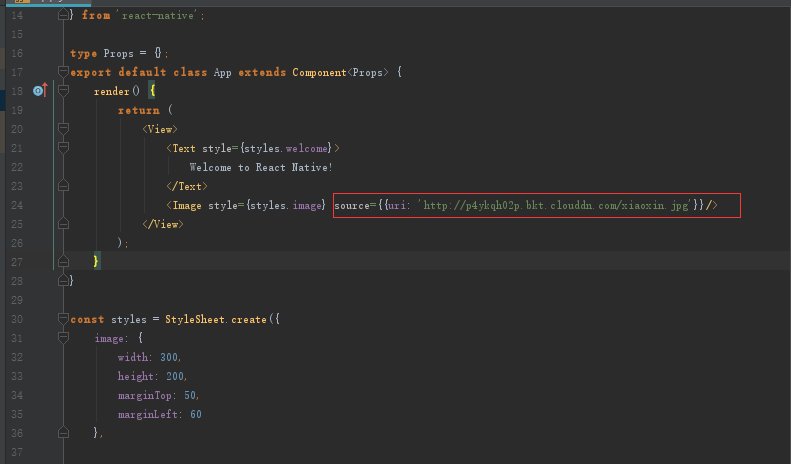 14 } from 'react-native';
15
16 type Props = {};
17 export default class App extends Component<Props> {
18 render() {
19 return (
20 <View>
21 <Text style={styles.welcome}>
22 Welcome to React Native!
23 </Text>
24 <Image style={styles.image} source={{uri: 'http://p4ykqh02p.bkt.clouddn.com/xiaoxin.jpg'}}/>
25 </View>
26 );
27 }
28 }
29
30 const styles = StyleSheet.create({
31 image: {
32 width: 300,
33 height: 200,
34 marginTop: 50,
35 marginLeft: 60
36 },
37